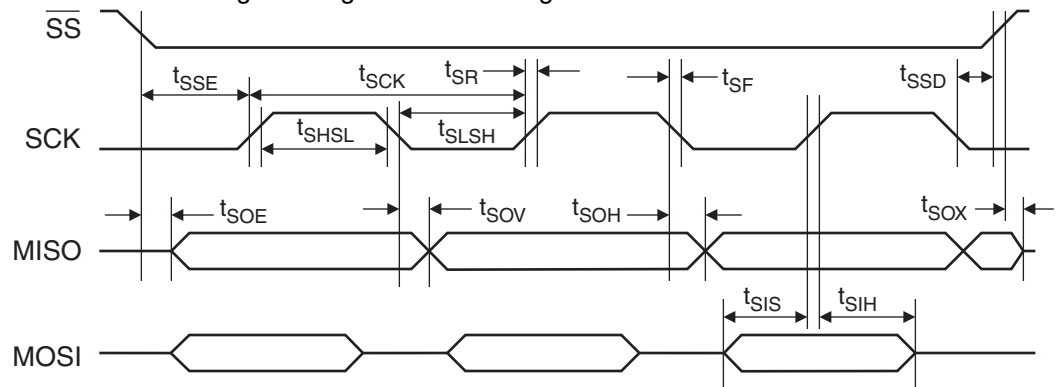 SS
tSSE
tSCK
tSR
tSF
tSSD
SCK
tSHSL
tSLSH
tSOE
tSOV
tSOH
tSOX
MISO
tSIS
tSIH
MOSI